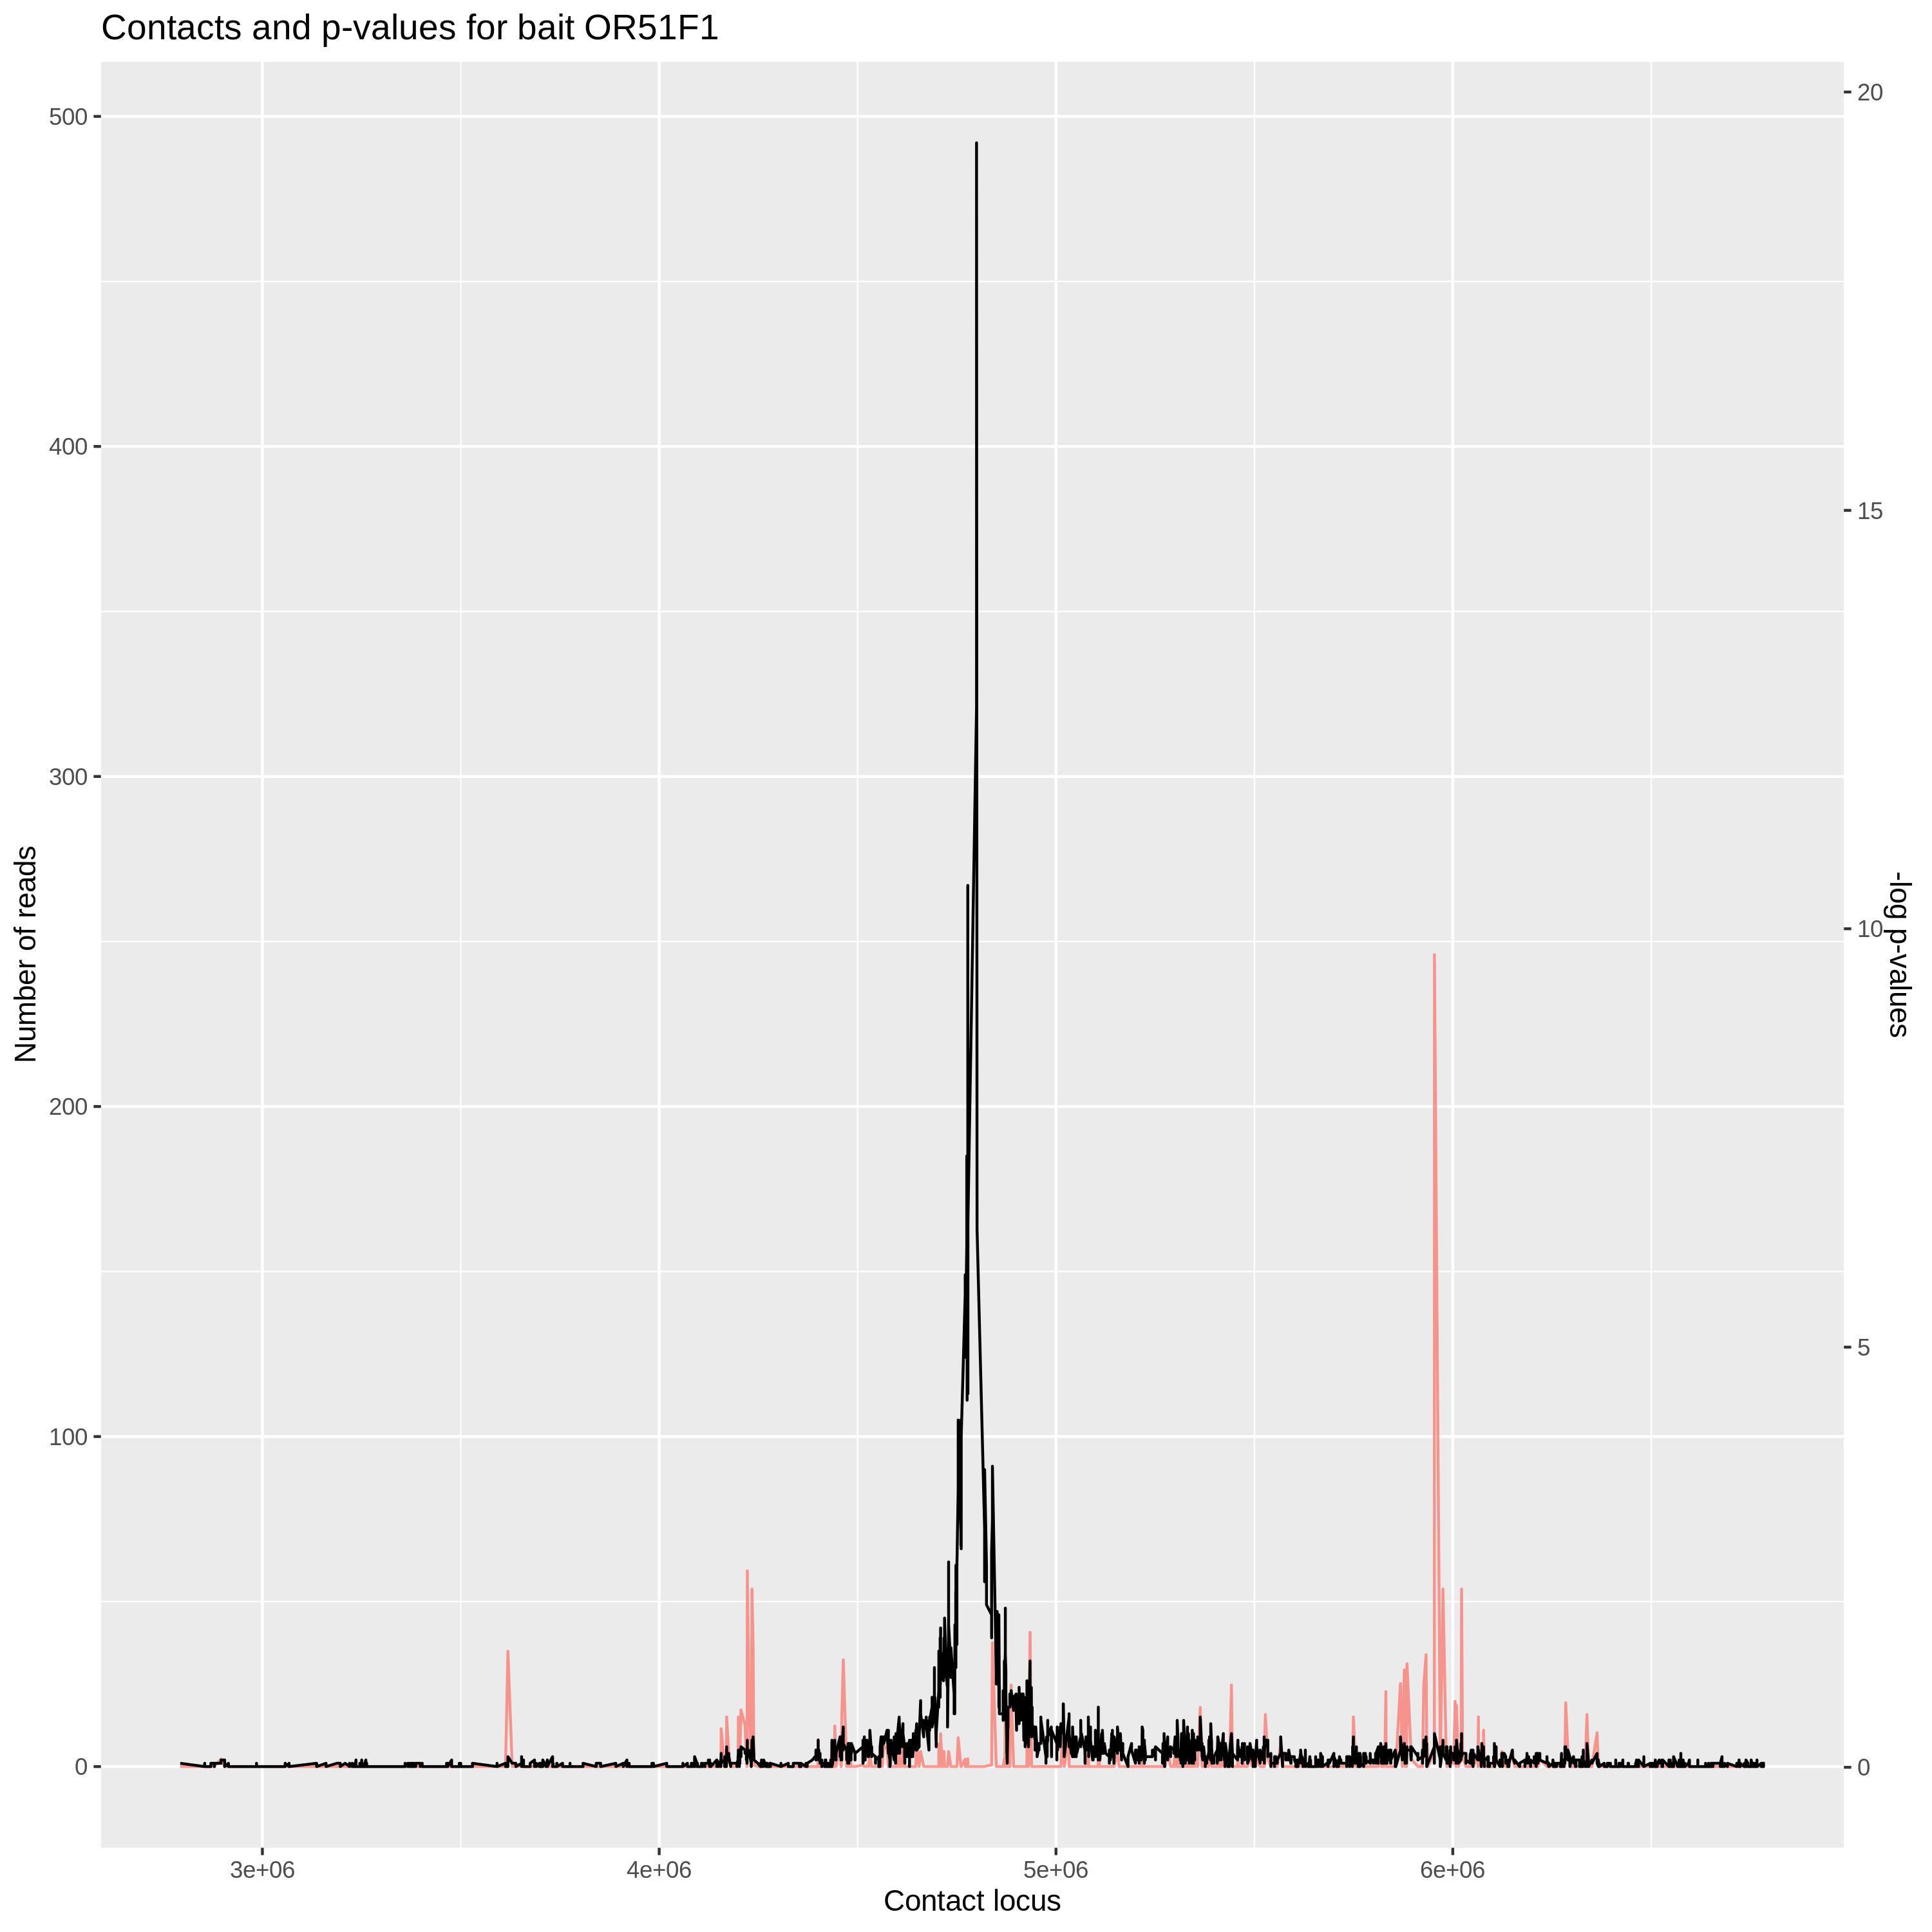 Contacts and p-values for bait OR51F1
500
400
300
200
100
0
Number of reads
20
15
10
5
0
-log p-values
3e+06
4e+06
5e+06
6e+06
Contact locus